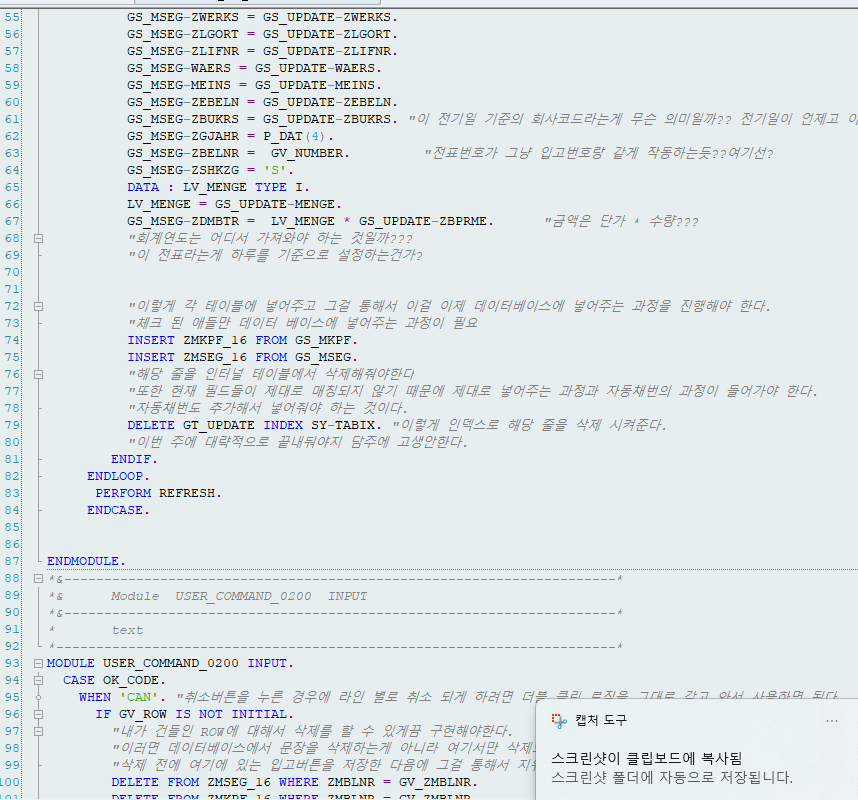 55 GS_MSEG-ZWERKS = GS_UPDATE-ZWERKS.
56 GS_MSEG-ZLGORT = GS_UPDATE-ZLGORT.
57 GS_MSEG-ZLIFNR = GS_UPDATE-ZLIFNR.
58 GS_MSEG-WAERS = GS_UPDATE-WAERS.
59 GS_MSEG-MEINS = GS_UPDATE-MEINS.
60 GS_MSEG-ZEBELN = GS_UPDATE-ZEBELN.
61 GS_MSEG-ZBUKRS = GS_UPDATE-ZBUKRS. "이 전기일 기준의 회사코드라는게 무슨 의미일까?? 전기일이 언제고
62 GS_MSEG-ZGJAHR = P_DAT(4).
63 GS_MSEG-ZBELNR =  GV_NUMBER. "전표번호가 그냥 입고번호랑 같게 작동하는듯??여기선?
64 GS_MSEG-ZSHKZG = 'S'.
65 DATA : LV_MENGE TYPE I.
66 LV_MENGE = GS_UPDATE-MENGE.
67 GS_MSEG-ZDMBTR =  LV_MENGE * GS_UPDATE-ZBPRME. "금액은 단가 * 수량???
68 "회계연도는 어디서 가져와야 하는 것일까???
69 "이 전표라는게 하루를 기준으로 설정하는건가?
70
71
72 "이렇게 각 테이블에 넣어주고 그걸 통해서 이걸 이제 데이터베이스에 넣어주는 과정을 진행해야 한다.
73 "체크 된 애들만 데이터 베이스에 넣어주는 과정이 필요
74 INSERT ZMKPF_16 FROM GS_MKPF.
75 INSERT ZMSEG_16 FROM GS_MSEG.
76 "해당 줄을 인터널 테이블에서 삭제해줘야한다
77 "또한 현재 필드들이 제대로 매칭되지 않기 때문에 제대로 넣어주는 과정과 자동채번의 과정이 들어가야 한다.
78 "자동채번도 추가해서 넣어줘야 하는 것이다.
79 DELETE GT_UPDATE INDEX SY-TABIX. "이렇게 인덱스로 해당 줄을 삭제 시켜준다.
80 "이번 주에 대략적으로 끝내둬야지 담주에 고생안한다.
81 ENDIF.
82 ENDLOOP.
83 PERFORM REFRESH.
84 ENDCASE.
85
86
87 ENDMODULE.
88 *&---------------------------------------------------------------------*
89 *&      Module  USER_COMMAND_0200  INPUT
90 *&---------------------------------------------------------------------*
91 *       text
92 *----------------------------------------------------------------------*
93 MODULE USER_COMMAND_0200 INPUT.
94 CASE OK_CODE.
95 WHEN 'CAN'. "취소버튼을 누른 경우에 라인 별로 취소 되게 하려면 더블 클릭 로직을 그대로 갖고 와서 사용하면 된다
96 IF GV_ROW IS NOT INITIAL.
97 "내가 건들인 ROW에 대해서 삭제를 할 수 있게끔 구현해야한다.
98 "이러면 데이터베이스에서 문장을 삭제하는게 아니라 여기서만
99 "삭제 전에 여기에 있는 입고버튼을 저장한 다음에 그걸 통해서
100 DELETE FROM ZMSEG_16 WHERE ZMBLNR = GV_ZMBLNR.
101 DELETE FROM ZMKPF_16 WHERE ZMBLNR = GV_ZMBLNR
캡처 도구
스크린샷이 클립보드에 복사됨
스크린샷 폴더에 자동으로 저장됩니다.